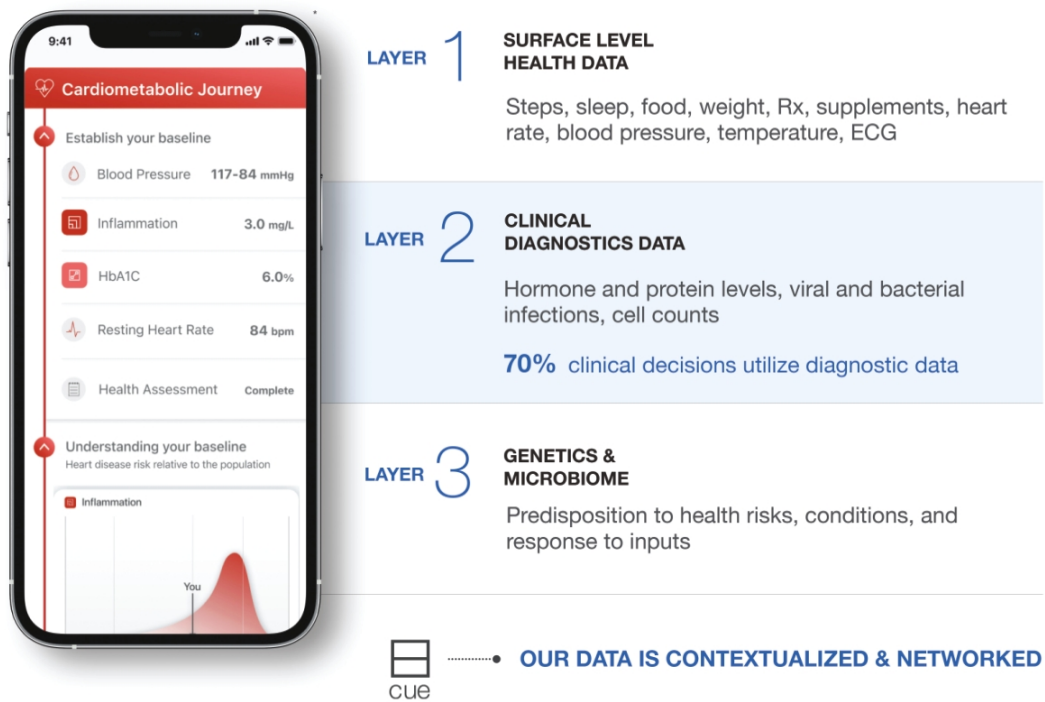 9:41
Cardiometabolic Journey
Establish your baseline
Blood Pressure 117-84 mmHg
Inflammation 3.0 mg/L
HbA1C 6.0%
Resting Heart Rate 84 bpm
Health Assessment Complete
Understanding your baseline
Heart disease risk relative to the population
Inflammation
You
LAYER 1
SURFACE LEVEL
HEALTH DATA
Steps, sleep, food, weight, Rx, supplements, heart
rate, blood pressure, temperature, ECG
LAYER 2
CLINICAL
DIAGNOSTICS DATA
Hormone and protein levels, viral and bacterial
infections, cell counts
70% clinical decisions utilize diagnostic data
LAYER 3
GENETICS &
MICROBIOME
Predisposition to health risks, conditions, and
response to inputs
cue
OUR DATA IS CONTEXTUALIZED & NETWORKED